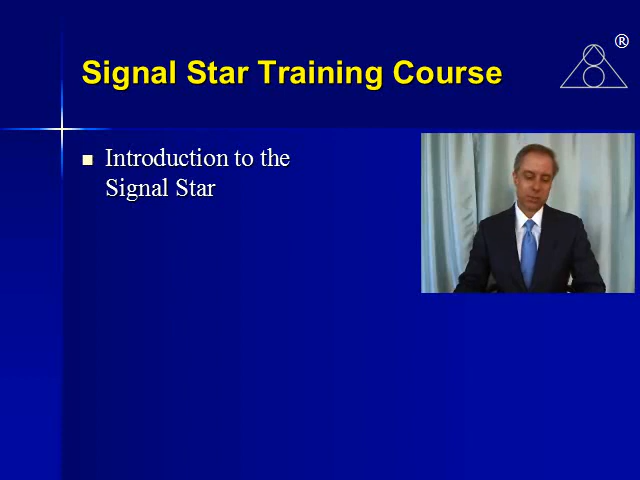 Signal Star Training Course
®
Introduction to the
Signal Star